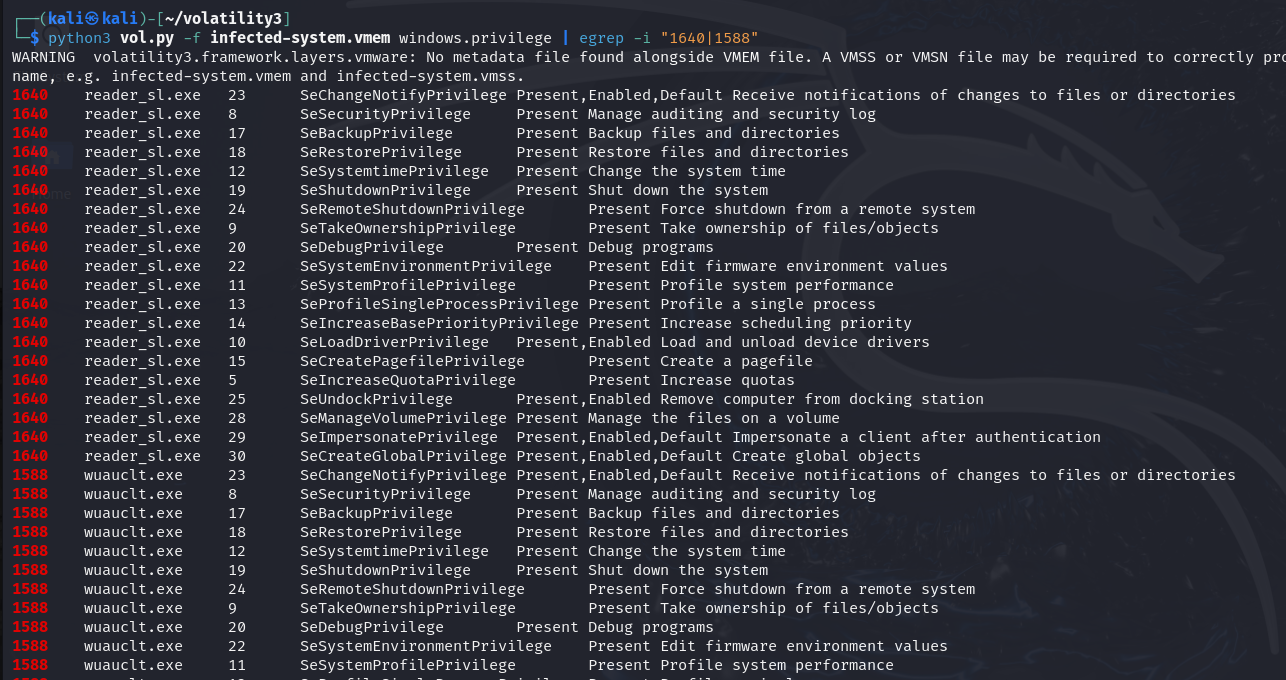 ┌──(kali㉿kali)-[~/volatility3]
└─$ python3 vol.py -f infected-system.vmem windows.privilege | egrep -i "1640|1588"
WARNING  volatility3.framework.layers.vmware: No metadata file found alongside VMEM file. A VMSS or VMSN file may be required to correctly pro
name, e.g. infected-system.vmem and infected-system.vmss.
1640 reader_sl.exe 23 SeChangeNotifyPrivilege Present,Enabled,Default Receive notifications of changes to files or directories
1640 reader_sl.exe 8 SeSecurityPrivilege Present Manage auditing and security log
1640 reader_sl.exe 17 SeBackupPrivilege Present Backup files and directories
1640 reader_sl.exe 18 SeRestorePrivilege Present Restore files and directories
1640 reader_sl.exe 12 SeSystemtimePrivilege Present Change the system time
1640 reader_sl.exe 19 SeShutdownPrivilege Present Shut down the system
1640 reader_sl.exe 24 SeRemoteShutdownPrivilege Present Force shutdown from a remote system
1640 reader_sl.exe 9 SeTakeOwnershipPrivilege Present Take ownership of files/objects
1640 reader_sl.exe 20 SeDebugPrivilege Present Debug programs
1640 reader_sl.exe 22 SeSystemEnvironmentPrivilege Present Edit firmware environment values
1640 reader_sl.exe 11 SeSystemProfilePrivilege Present Profile system performance
1640 reader_sl.exe 13 SeProfileSingleProcessPrivilege Present Profile a single process
1640 reader_sl.exe 14 SeIncreaseBasePriorityPrivilege Present Increase scheduling priority
1640 reader_sl.exe 10 SeLoadDriverPrivilege Present,Enabled Load and unload device drivers
1640 reader_sl.exe 15 SeCreatePagefilePrivilege Present Create a pagefile
1640 reader_sl.exe 5 SeIncreaseQuotaPrivilege Present Increase quotas
1640 reader_sl.exe 25 SeUndockPrivilege Present,Enabled Remove computer from docking station
1640 reader_sl.exe 28 SeManageVolumePrivilege Present Manage the files on a volume
1640 reader_sl.exe 29 SeImpersonatePrivilege Present,Enabled,Default Impersonate a client after authentication
1640 reader_sl.exe 30 SeCreateGlobalPrivilege Present,Enabled,Default Create global objects
1588 wuauclt.exe 23 SeChangeNotifyPrivilege Present,Enabled,Default Receive notifications of changes to files or directories
1588 wuauclt.exe 8 SeSecurityPrivilege Present Manage auditing and security log
1588 wuauclt.exe 17 SeBackupPrivilege Present Backup files and directories
1588 wuauclt.exe 18 SeRestorePrivilege Present Restore files and directories
1588 wuauclt.exe 12 SeSystemtimePrivilege Present Change the system time
1588 wuauclt.exe 19 SeShutdownPrivilege Present Shut down the system
1588 wuauclt.exe 24 SeRemoteShutdownPrivilege Present Force shutdown from a remote system
1588 wuauclt.exe 9 SeTakeOwnershipPrivilege Present Take ownership of files/objects
1588 wuauclt.exe 20 SeDebugPrivilege Present Debug programs
1588 wuauclt.exe 22 SeSystemEnvironmentPrivilege Present Edit firmware environment values
1588 wuauclt.exe 11 SeSystemProfilePrivilege Present Profile system performance